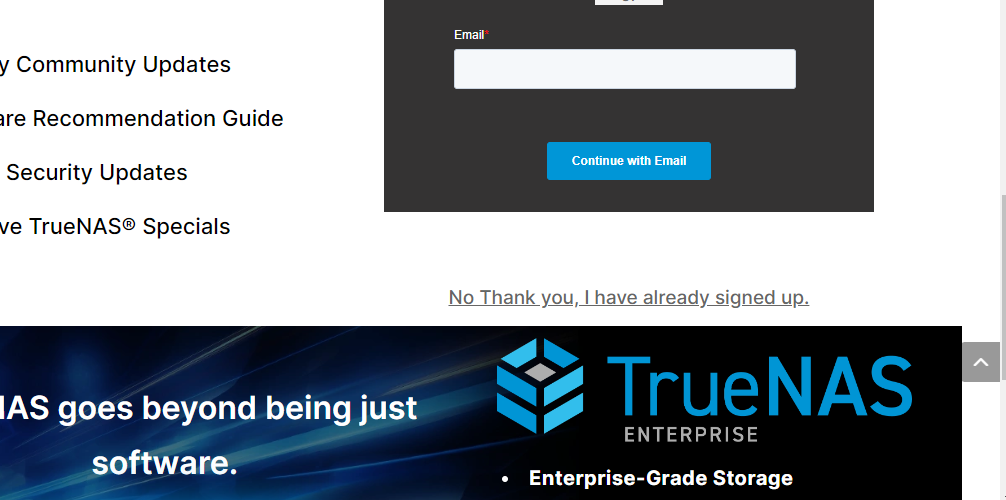 Email*
y Community Updates
are Recommendation Guide
Continue with Email
Security Updates
ve TrueNAS® Specials
No Thank you, I have already signed up.
TrueNAS
ENTERPRISE
NAS goes beyond being just
software.
• Enterprise-Grade Storage